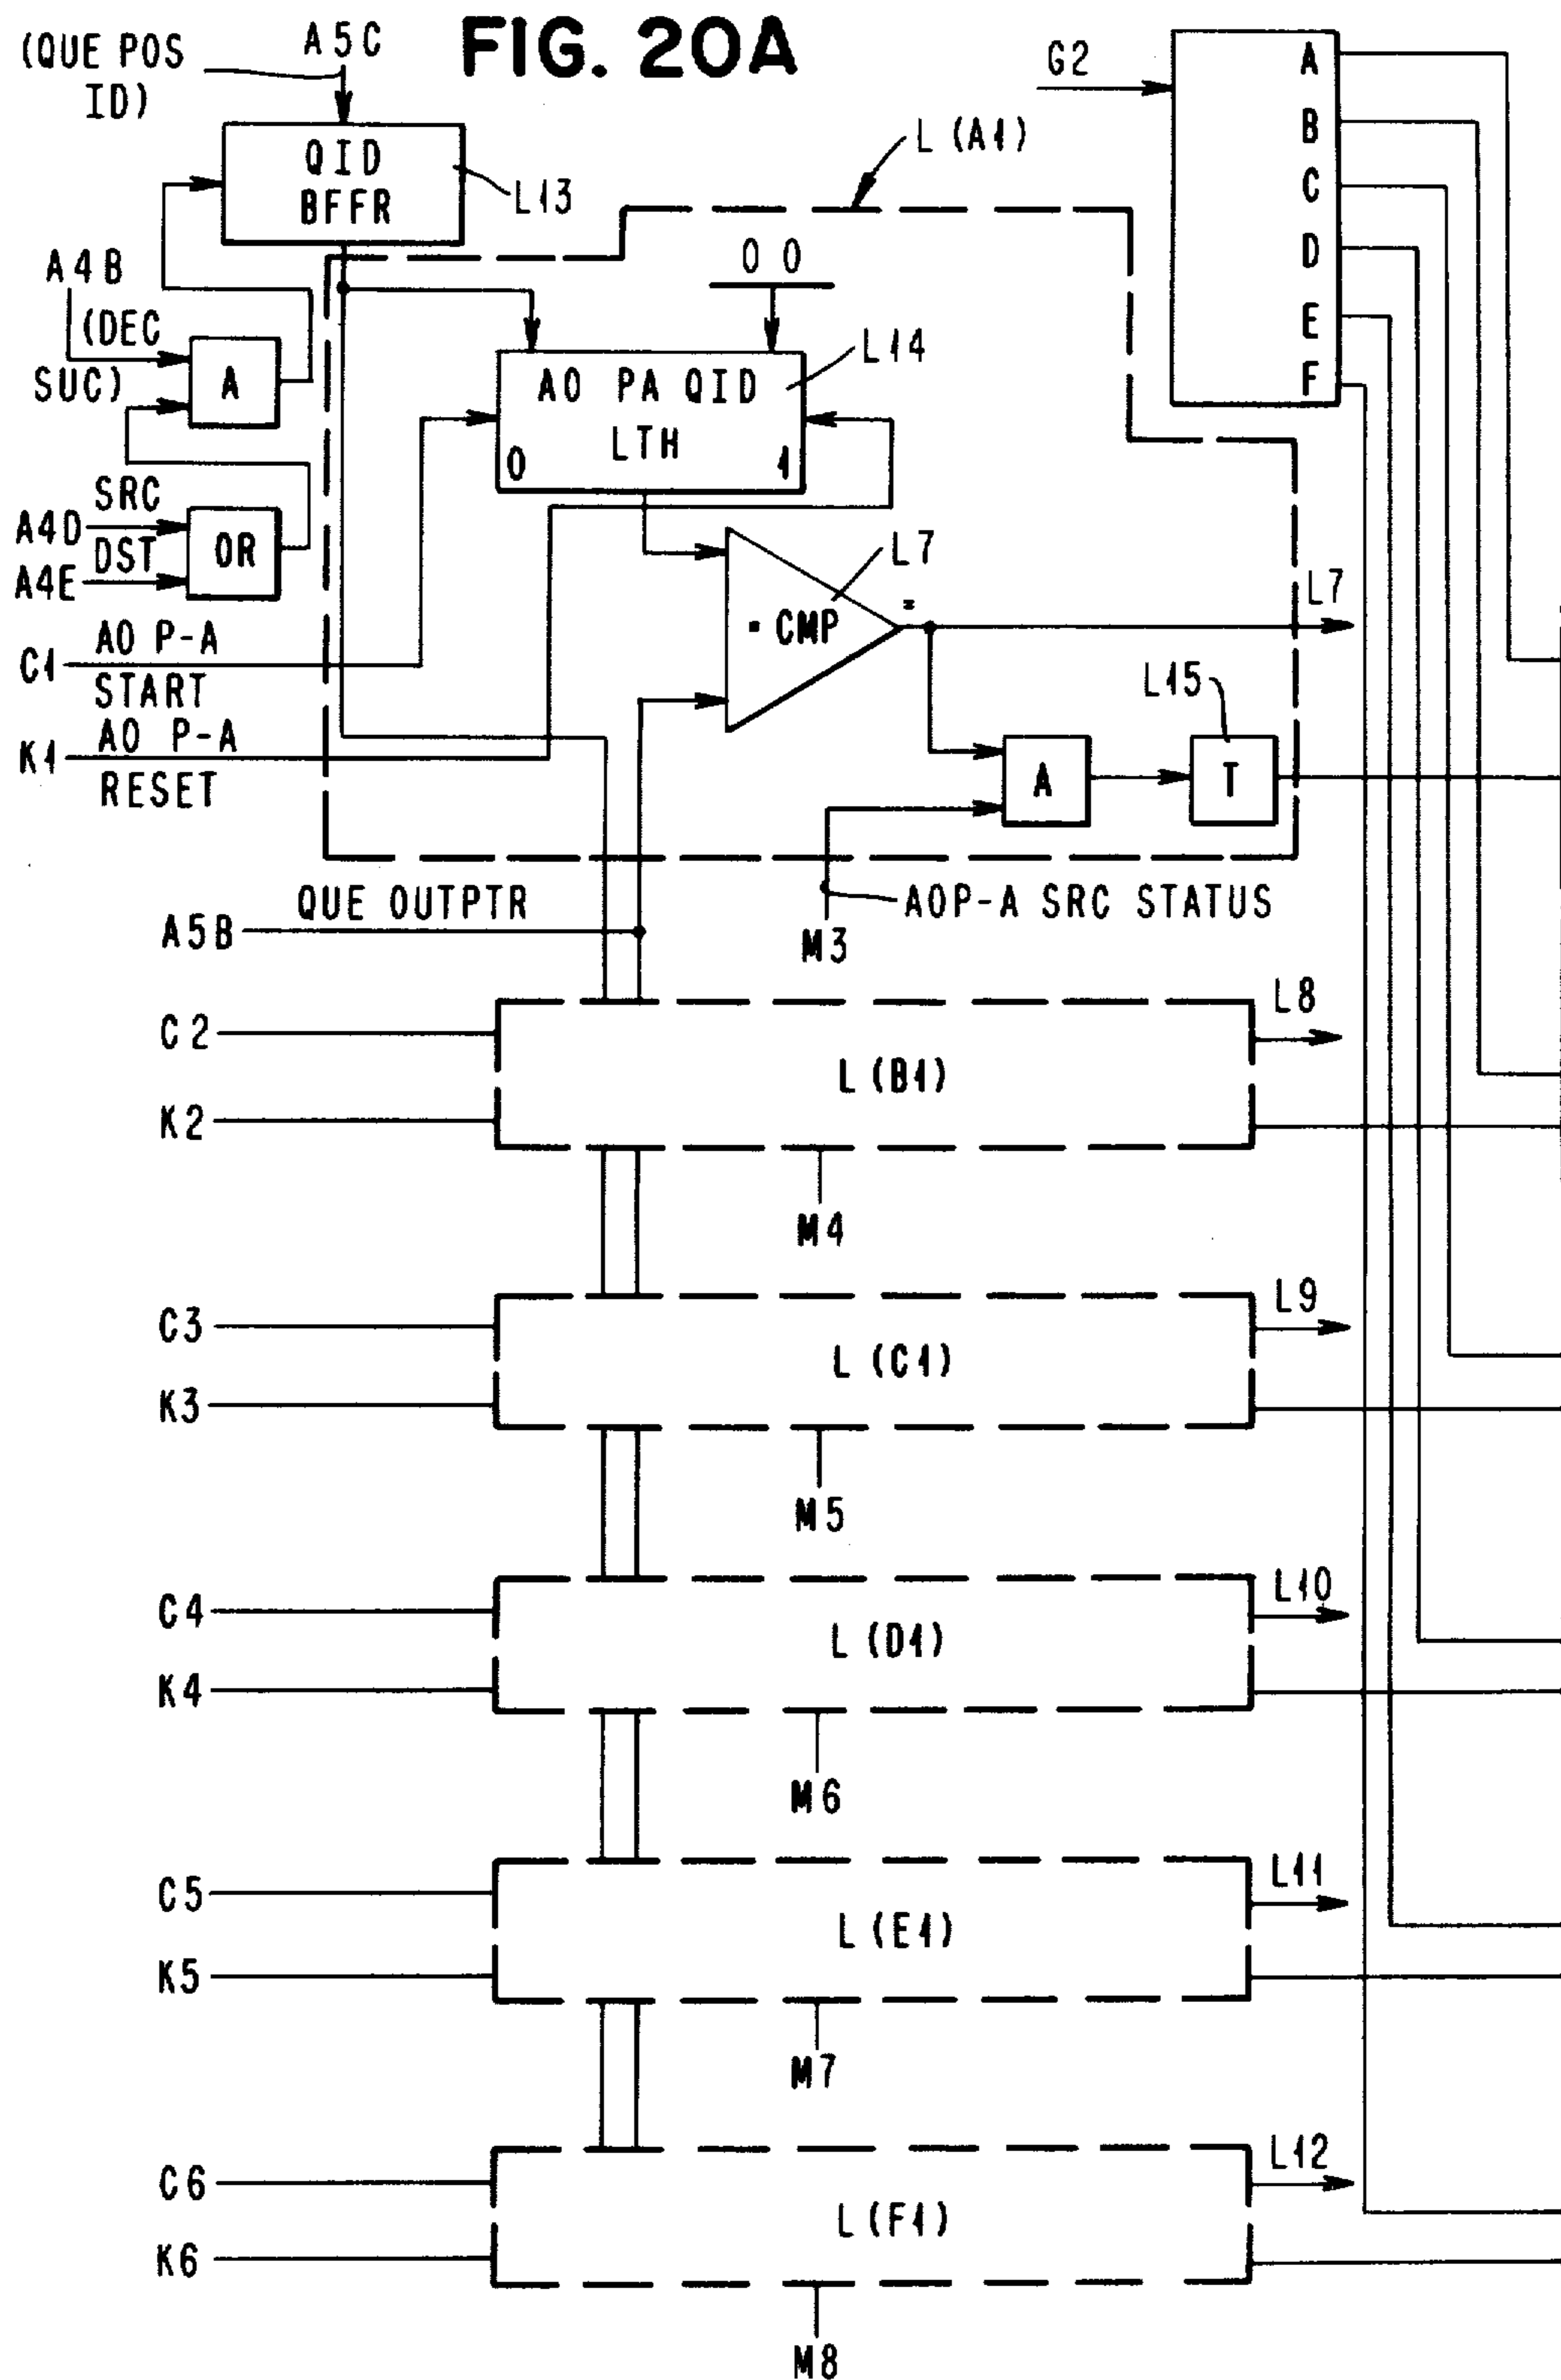 FIG. 20A
(QUE POS
ID)
A5C
G2
A
B
C
D
E
F
QID
BFFR
L13
L (A1)
A4B
(DEC
SUC)
A
0 0
L14
AO PA QID
LTH
0
1
SRC
A4D
DST
A4E
OR
L7
= CMP
=
L7
C1
AO P-A
START
K1
AO P-A
RESET
L15
A
T
QUE OUTPTR
A5B
AOP-A SRC STATUS
M3
C2
L8
L (B1)
K2
M4
C3
L9
L (C1)
K3
M5
C4
L10
L (D1)
K4
M6
C5
L11
L (E1)
K5
M7
C6
L12
L (F1)
K6
M8